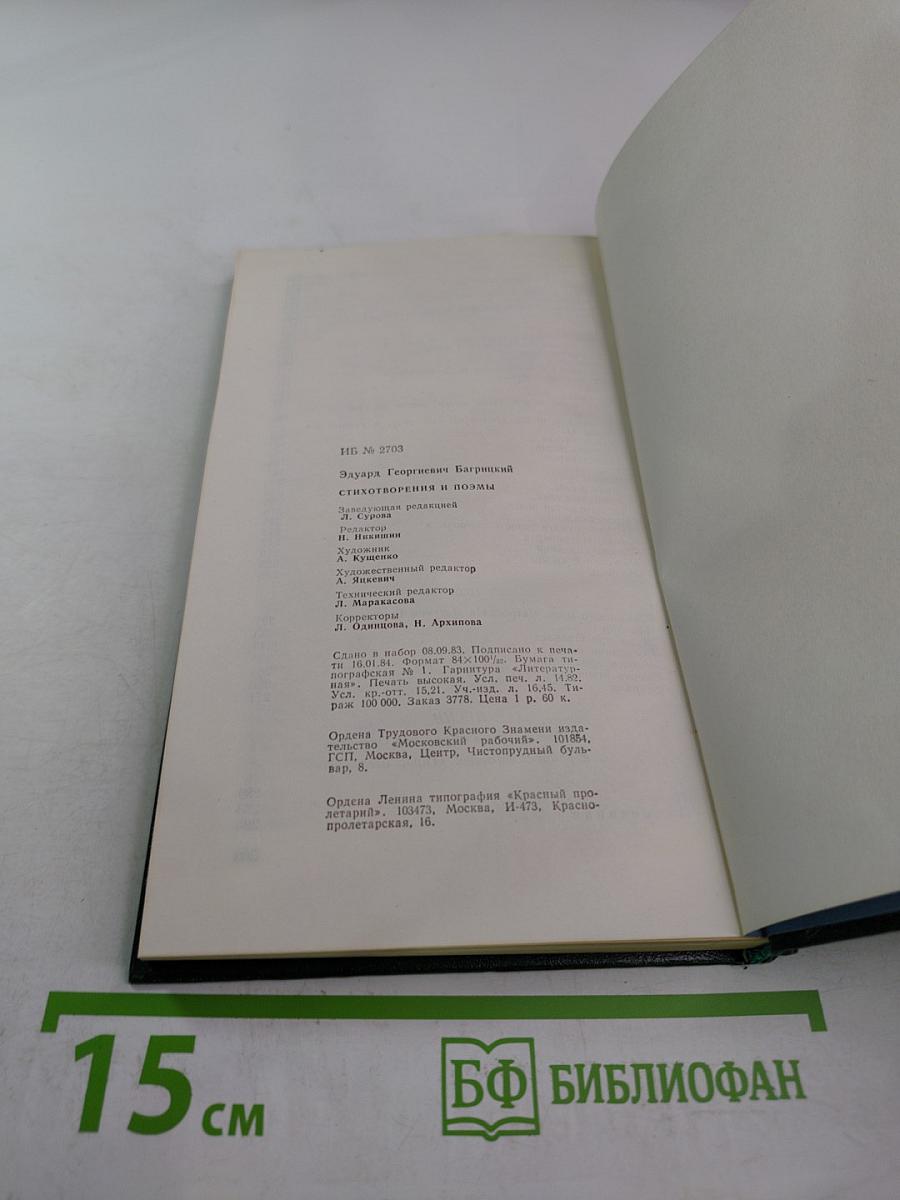 ИБ № 2703
Эдуард Георгиевич Багрицкий
СТИХОТВОРЕНИЯ И ПОЭМЫ
Заведующая редакцией
Л. Сурова
Редактор
Н. Никишин
Художник
А. Кущенко
Художественный редактор
А. Яцкевич
Технический редактор
Л. Маракасова
Корректоры
Л. Одинцова, Н. Архипова
Сдано в набор 08.09.83. Подписано к печа-
ти 16.01.84. Формат 84×100¹/₃₂. Бумага ти-
пографская № 1. Гарнитура «Литератур-
ная». Печать высокая. Усл. печ. л. 14,82.
Усл. кр.-отт. 15,21. Уч.-изд. л. 16,45. Ти-
раж 100 000. Заказ 3778. Цена 1 р. 60 к.
Ордена Трудового Красного Знамени изда-
тельство «Московский рабочий». 101854,
ГСП, Москва, Центр, Чистопрудный буль-
вар, 8.
Ордена Ленина типография «Красный про-
летарий». 103473, Москва, И-473, Красно-
пролетарская, 16.
15 см
БФ БИБЛИОФАН